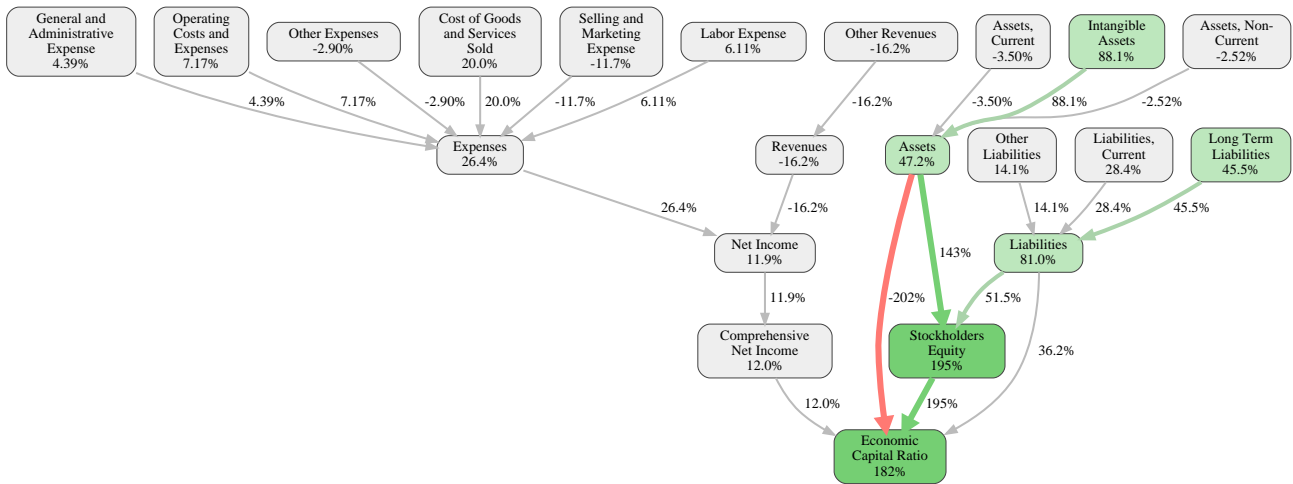 General and
Administrative
Expense
4.39%
Operating
Costs and
Expenses
7.17%
Other Expenses
-2.90%
Cost of Goods
and Services
Sold
20.0%
Selling and
Marketing
Expense
-11.7%
Labor Expense
6.11%
Other Revenues
-16.2%
Assets,
Current
-3.50%
Intangible
Assets
88.1%
Assets, Non-
Current
-2.52%
4.39%
7.17%
-2.90%
20.0%
-11.7%
6.11%
-16.2%
-3.50%
88.1%
-2.52%
Expenses
26.4%
Revenues
-16.2%
Assets
47.2%
Other
Liabilities
14.1%
Liabilities,
Current
28.4%
Long Term
Liabilities
45.5%
26.4%
-16.2%
14.1%
28.4%
45.5%
Net Income
11.9%
143%
Liabilities
81.0%
11.9%
-202%
51.5%
Comprehensive
Net Income
12.0%
Stockholders
Equity
195%
36.2%
12.0%
195%
Economic
Capital Ratio
182%